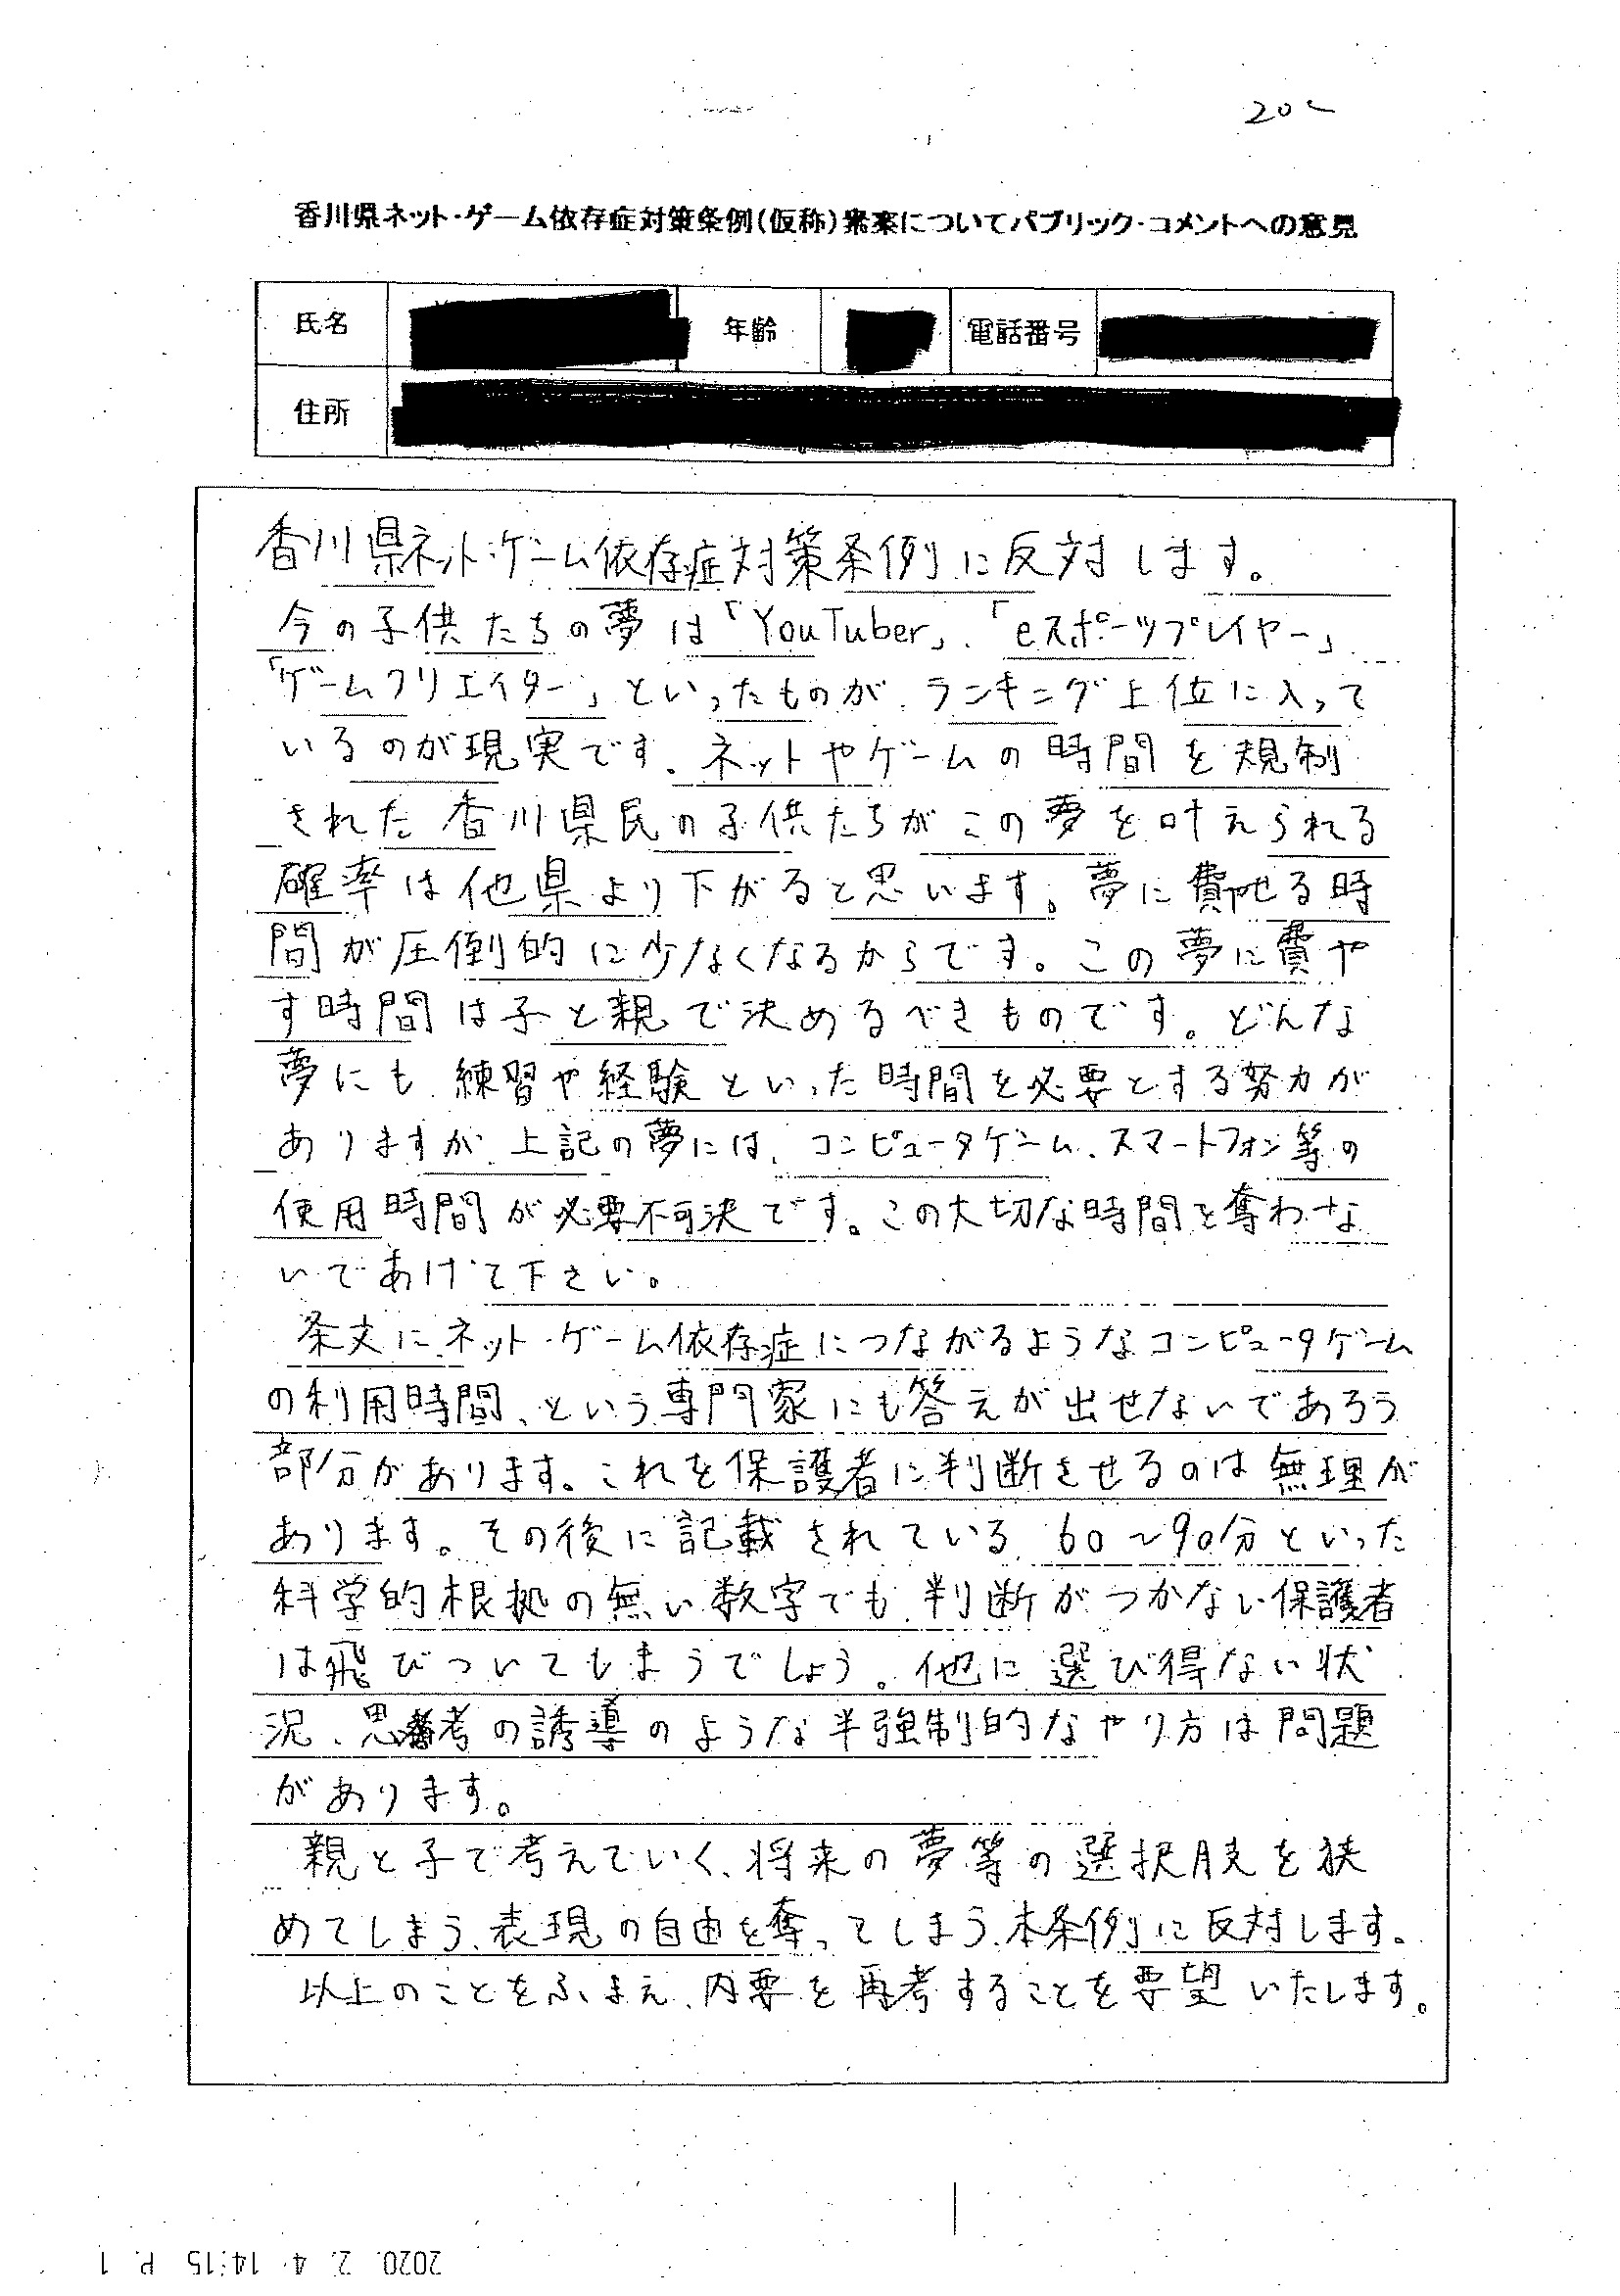 香川県ネット・ゲーム依存症対策条例(仮称)素案についてパブリック・コメントへの意見
氏名 年齢 電話番号
住所
香川県ネット・ゲーム依存症対策条例に反対します。
今の子供たちの夢は「YouTuber」、「eスポーツプレイヤー」
「ゲームクリエイター」といったものが、ランキング上位に入って
いるのが現実です。ネットやゲームの時間を規制
された香川県民の子供たちがこの夢を叶えられる
確率は他県より下がると思います。夢に費やせる時
間が圧倒的に少なくなるからです。この夢に費や
す時間は子と親で決めるべきものです。どんな
夢にも、練習や経験といった時間を必要とする努力が
ありますが、上記の夢には、コンピュータゲーム、スマートフォン等の
使用時間が必要不可決です。この大切な時間を奪わな
いであげて下さい。
条文にネット・ゲーム依存症につながるようなコンピュータゲーム
の利用時間、という専門家にも答えが出せないであろう
部分があります。これを保護者に判断させるのは無理が
あります。その後に記載されている、60〜90分といった
科学的根拠の無い数字でも、判断がつかない保護者
は飛びついてしまうでしょう。他に選び得ない状
況、思考の誘導のような半強制的なやり方は問題
があります。
親と子で考えていく、将来の夢等の選択肢を狭
めてしまう、表現の自由を奪ってしまう、本条例に反対します。
以上のことをふまえ、内要を再考することを要望いたします。
2020. 2. 4 14:15 P. 1